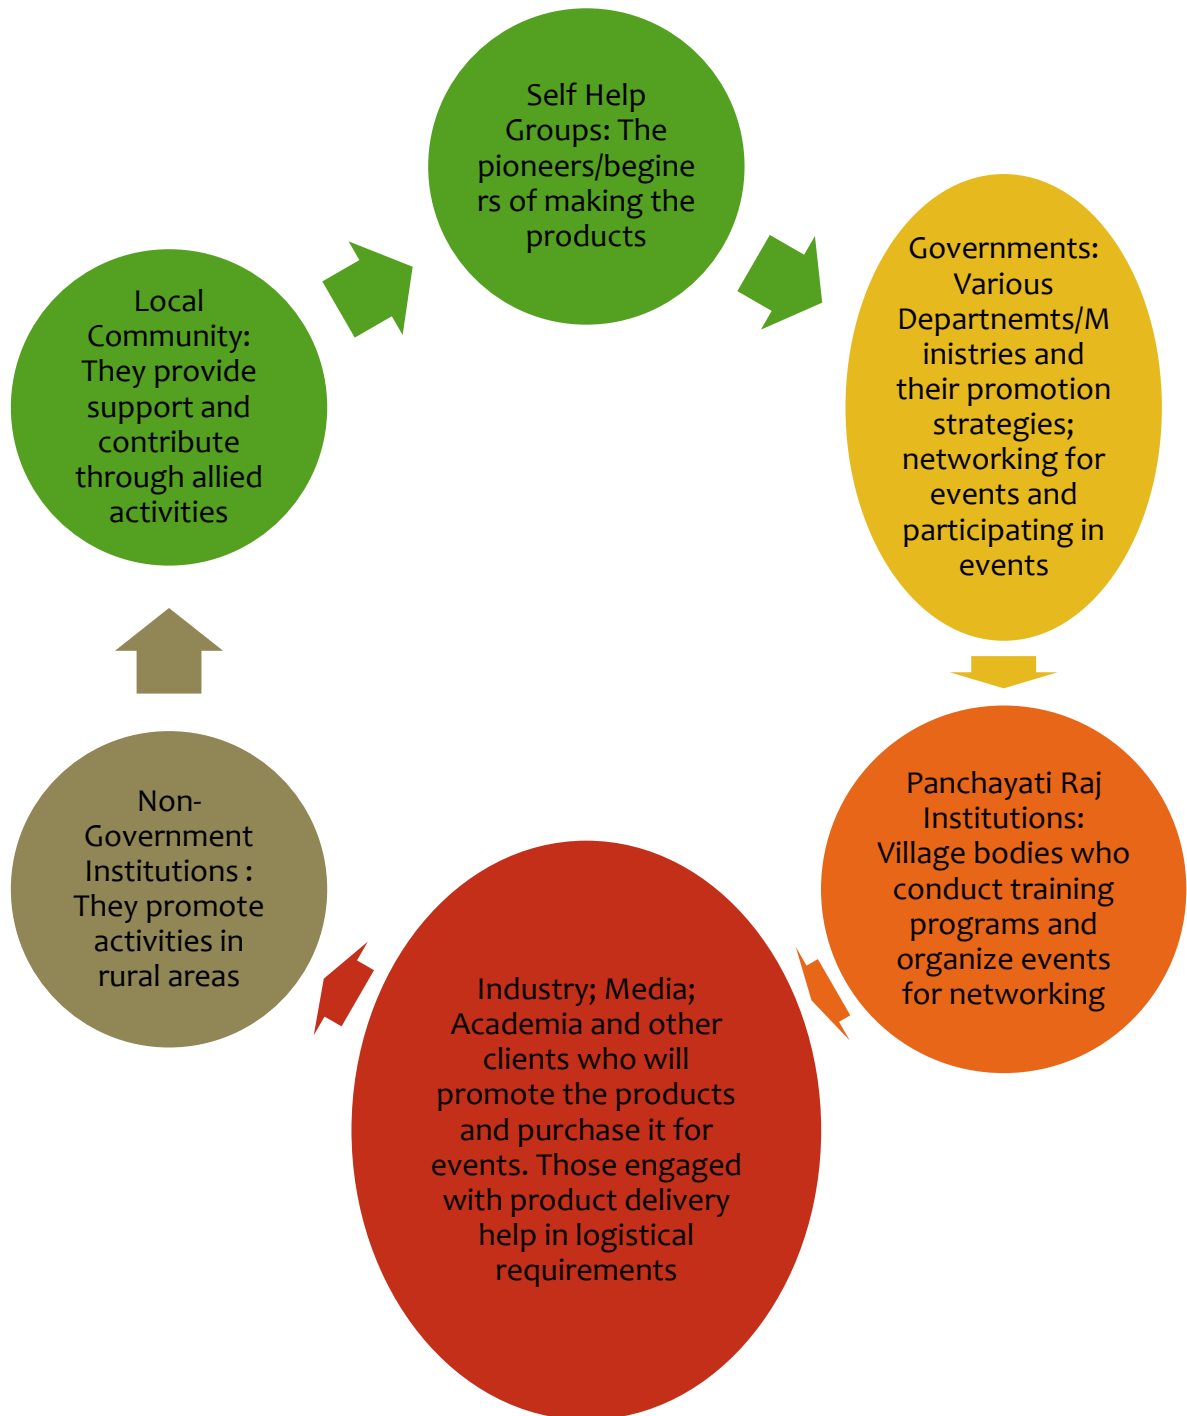 Self Help
Groups: The
pioneers/begine
rs of making the
products
Governments:
Various
Departnemts/M
inistries and
their promotion
strategies;
networking for
events and
participating in
events
Panchayati Raj
Institutions:
Village bodies who
conduct training
programs and
organize events
for networking
Industry; Media;
Academia and other
clients who will
promote the products
and purchase it for
events. Those engaged
with product delivery
help in logistical
requirements
Non-
Government
Institutions :
They promote
activities in
rural areas
Local
Community:
They provide
support and
contribute
through allied
activities